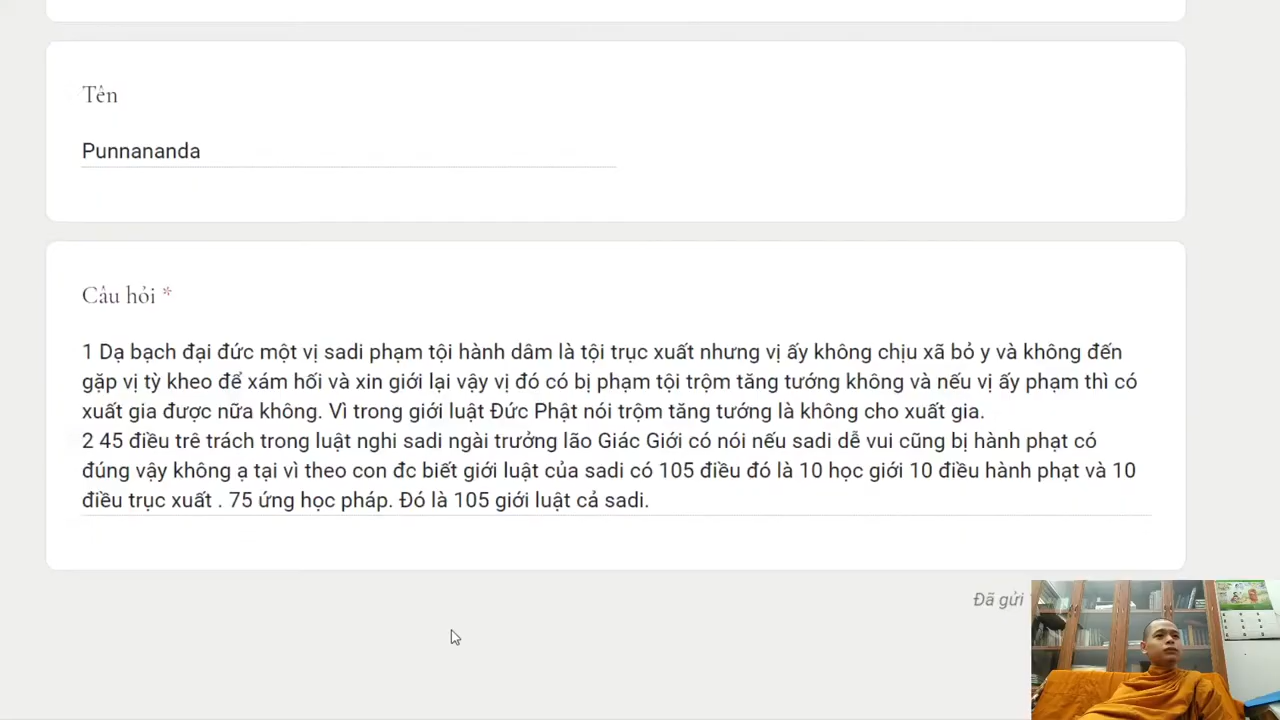 Tên
Punnananda
Câu hỏi *
1 Dạ bạch đại đức một vị sadi phạm tội hành dâm là tội trục xuất nhưng vị ấy không chịu xã bỏ y và không đến
gặp vị tỳ kheo để xám hối và xin giới lại vậy vị đó có bị phạm tội trộm tăng tướng không và nếu vị ấy phạm thì có
xuất gia được nữa không. Vì trong giới luật Đức Phật nói trộm tăng tướng là không cho xuất gia.
2 45 điều trê trách trong luật nghi sadi ngài trưởng lão Giác Giới có nói nếu sadi dễ vui cũng bị hành phạt có
đúng vậy không ạ tại vì theo con đc biết giới luật của sadi có 105 điều đó là 10 học giới 10 điều hành phạt và 10
điều trục xuất . 75 ứng học pháp. Đó là 105 giới luật cả sadi.
Đã gửi